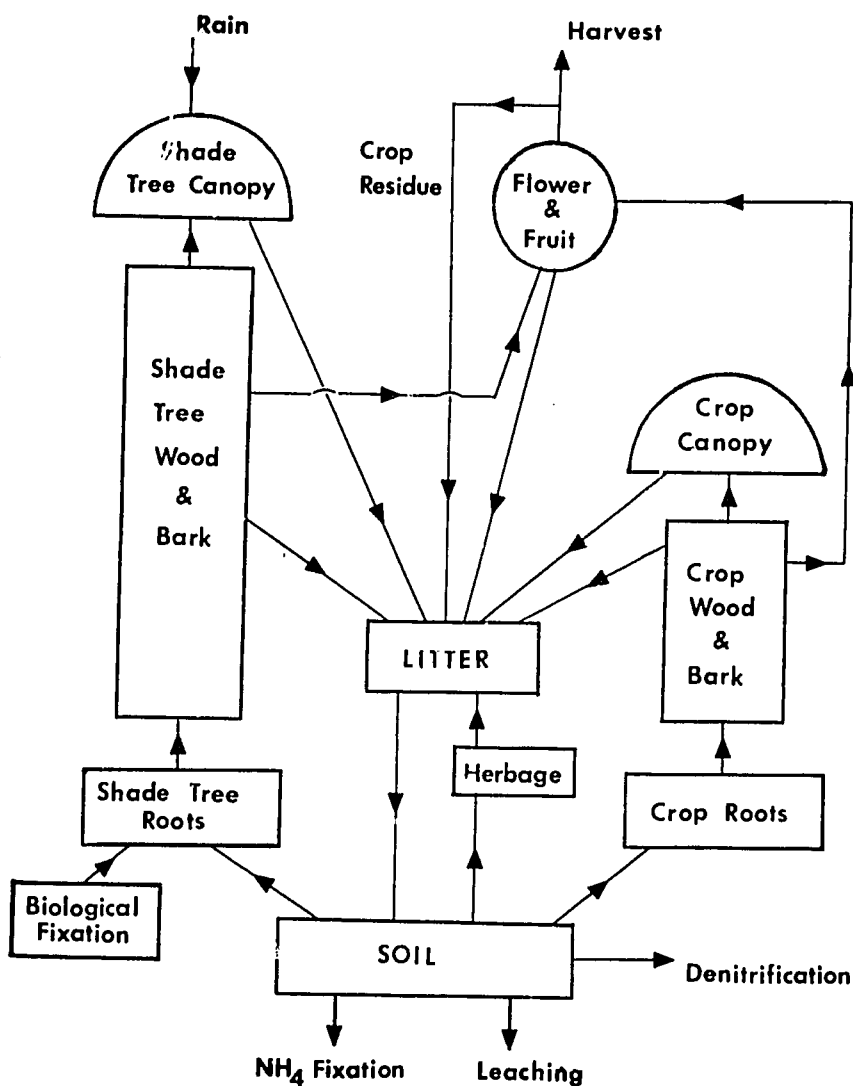 Rain
Harvest
Shade
Tree Canopy
Crop
Residue
Flower
&
Fruit
Shade
Tree
Wood
&
Bark
Crop
Canopy
Crop
Wood
&
Bark
LITTER
Herbage
Shade Tree
Roots
Crop Roots
Biological
Fixation
SOIL
Denitrification
NH4 Fixation
Leaching